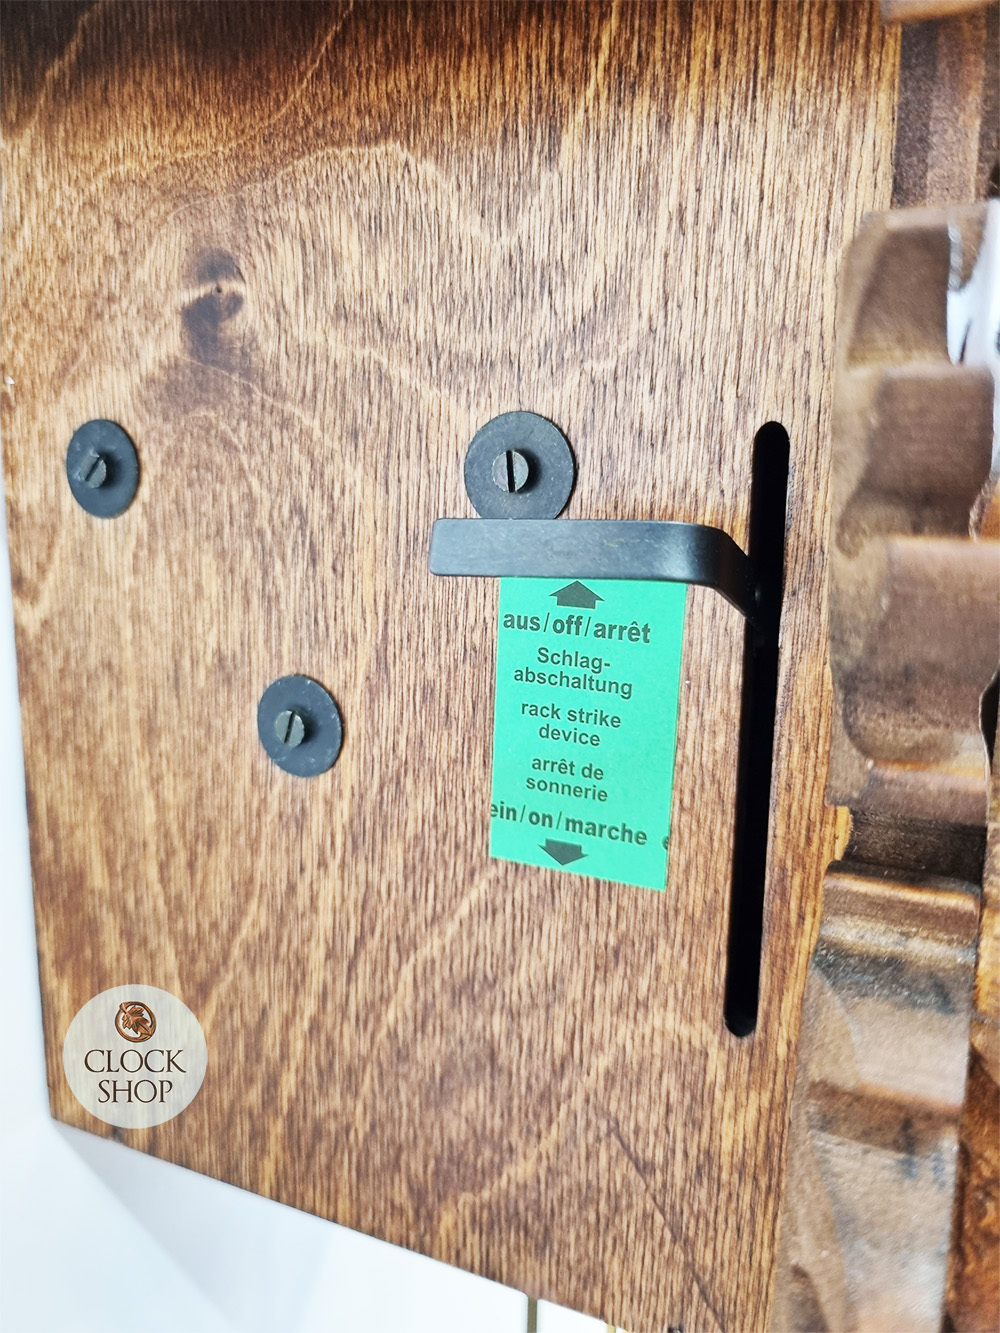 aus/off/arrêt
Schlag-
abschaltung
rack strike
device
arrêt de
sonnerie
ein/on/marche
CLOCK
SHOP